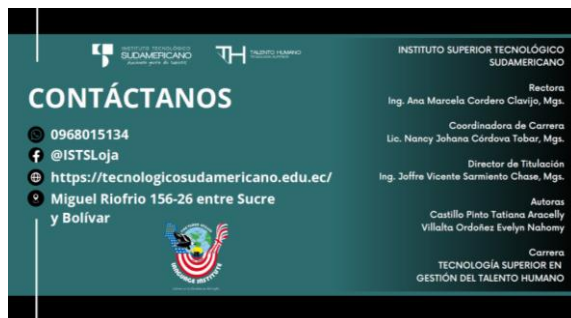 INSTITUTO TECNOLÓGICO
SUDAMERICANO
TH
TALENTO HUMANO
CONTÁCTANOS
0968015134
@ISTSLoja
https://tecnologicosudamericano.edu.ec/
Miguel Riofrio 156-26 entre Sucre
y Bolívar
LANGUAGE INSTITUTE
INSTITUTO SUPERIOR TECNOLÓGICO
SUDAMERICANO
Rectora
Ing. Ana Marcela Cordero Clavijo, Mgs.
Coordinadora de Carrera
Lic. Nancy Johana Córdova Tobar, Mgs.
Director de Titulación
Ing. Joffre Vicente Sarmiento Chase, Mgs.
Autoras
Castillo Pinto Tatiana Aracelly
Villalta Ordoñez Evelyn Nahomy
Carrera
TECNOLOGÍA SUPERIOR EN
GESTIÓN DEL TALENTO HUMANO